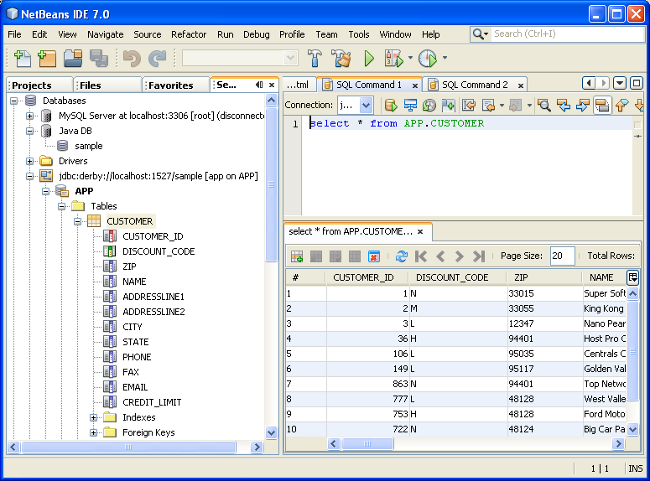 NetBeans IDE 7.0
File Edit View Navigate Source Refactor Run Debug Profile Team Tools Window Help
Search (Ctrl+I)
Projects Files Favorites Se...
Databases
MySQL Server at localhost:3306 [root] (disconnecte
Java DB
sample
Drivers
jdbc:derby://localhost:1527/sample [app on APP]
APP
Tables
CUSTOMER
CUSTOMER_ID
DISCOUNT_CODE
ZIP
NAME
ADDRESSLINE1
ADDRESSLINE2
CITY
STATE
PHONE
FAX
EMAIL
CREDIT_LIMIT
Indexes
Foreign Keys
...tml SQL Command 1 SQL Command 2
Connection: j...
1 select * from APP.CUSTOMER
select * from APP.CUSTOME...
Page Size: 20 Total Rows:
# CUSTOMER_ID DISCOUNT_CODE ZIP NAME
1 1 N 33015 Super Soft
2 2 M 33055 King Kong
3 3 L 12347 Nano Pear
4 36 H 94401 Host Pro C
5 106 L 95035 Centrals C
6 149 L 95117 Golden Val
7 863 N 94401 Top Netwo
8 777 L 48128 West Valle
9 753 H 48128 Ford Moto
10 722 N 48124 Big Car Pa
1 | 1 INS